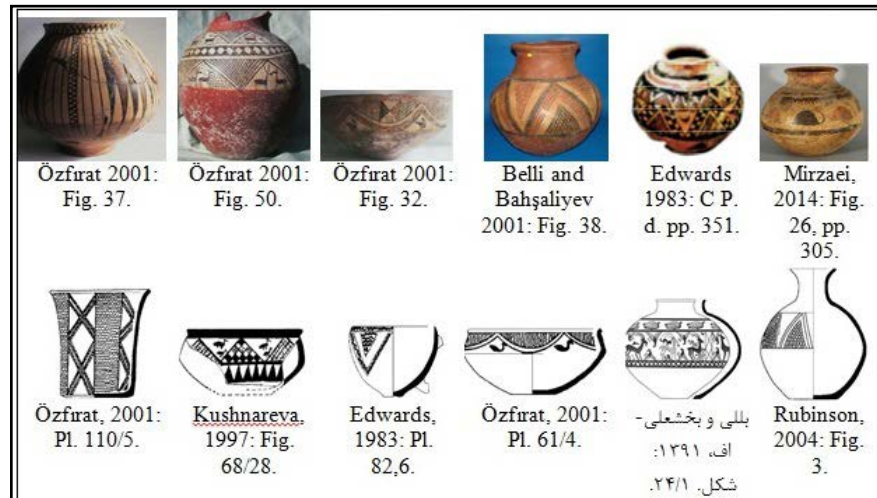 Özfırat 2001:
Fig. 37.
Özfırat 2001:
Fig. 50.
Özfırat 2001:
Fig. 32.
Belli and
Bahşaliyev
2001: Fig. 38.
Edwards
1983: C P.
d. pp. 351.
Mirzaei,
2014: Fig.
26, pp.
305.
Özfırat, 2001:
Pl. 110/5.
Kushnareva,
1997: Fig.
68/28.
Edwards,
1983: Pl.
82,6.
Özfırat, 2001:
Pl. 61/4.
بللی و بخشعلی-
اف، ۱۳۹۱:
شکل. ۲۴/۱.
Rubinson,
2004: Fig.
3.